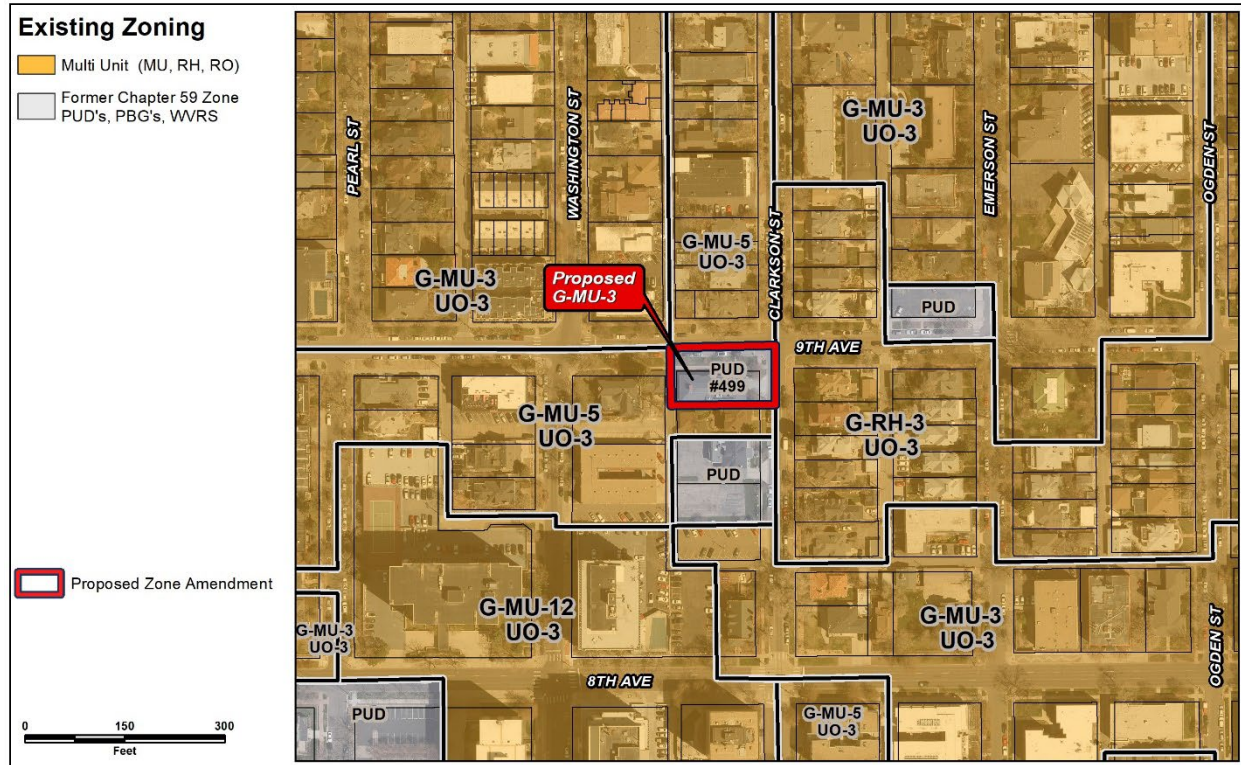 Existing Zoning
Multi Unit (MU, RH, RO)
Former Chapter 59 Zone
PUD's, PBG's, WVRS
Proposed Zone Amendment
0 150 300
Feet
PEARL ST
WASHINGTON ST
CLARKSON ST
EMERSON ST
OGDEN ST
G-MU-3
UO-3
G-MU-5
UO-3
G-MU-3
UO-3
Proposed
G-MU-3
PUD
9TH AVE
PUD
#499
G-MU-5
UO-3
G-RH-3
UO-3
PUD
G-MU-12
UO-3
G-MU-3
UO-3
G-MU-3
UO-3
OGDEN ST
8TH AVE
PUD
G-MU-5
UO-3